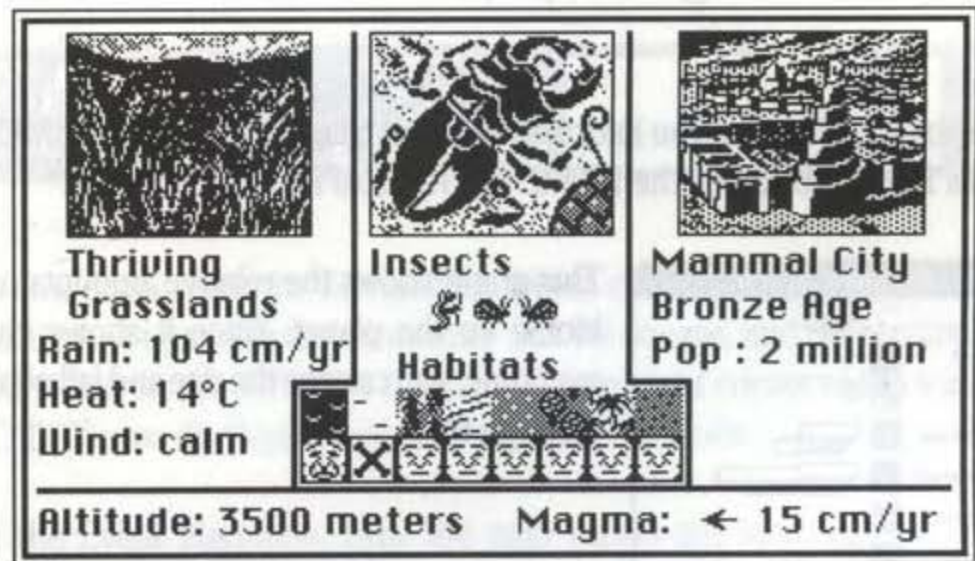 Thriving
Grasslands
Rain: 104 cm/yr
Heat: 14°C
Wind: calm
Insects
Habitats
Mammal City
Bronze Age
Pop : 2 million
Altitude: 3500 meters Magma: ← 15 cm/yr